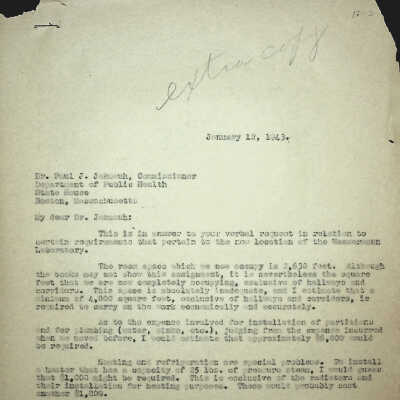 extra copy
January 12, 1943.
Dr. Paul J. Jakmauh, Commissioner
Department of Public Health
State House
Boston, Massachusetts
My dear Dr. Jakmauh:
This is in answer to your verbal request in relation to
certain requirements that pertain to the new location of the Wassermann
Laboratory.
The room space which we now occupy is 2,630 feet. Although
the books may not show this assignment, it is nevertheless the square
feet that we are now completely occupying, exclusive of hallways and
corridors. This space is absolutely inadequate, and I estimate that a
minimum of 4,000 square feet, exclusive of hallways and corridors, is
required to carry on the work economically and accurately.
As to the expense involved for installation of partitions
and for plumbing (water, sinks, etc.), judging from the expense incurred
when we moved before, I would estimate that approximately $6,000 would
be required.
Heating and refrigeration are special problems. To install
a heater that has a capacity of 25 lbs. of pressure steam, I would guess
that $1,000 might be required. This is exclusive of the radiators and
their installation for heating purposes. These would probably cost
another $1,200.